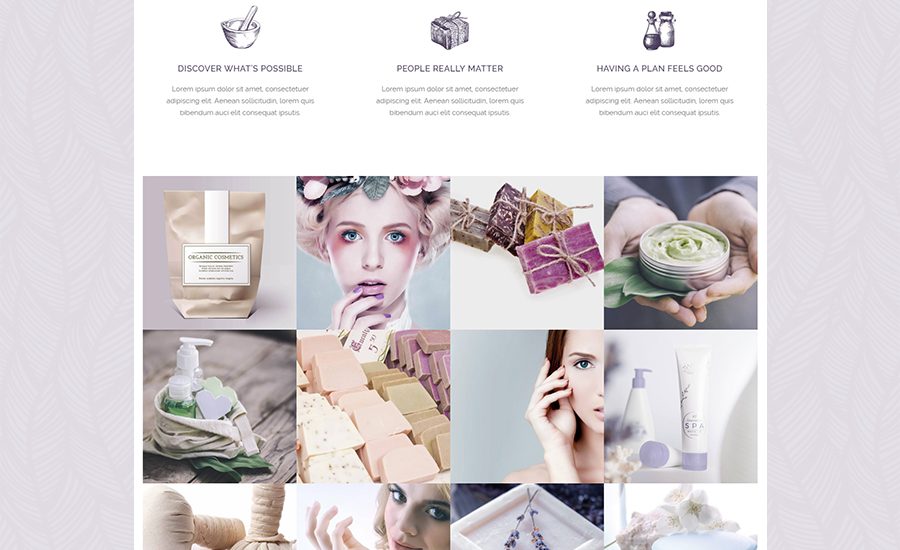 DISCOVER WHAT'S POSSIBLE
Lorem ipsum dolor sit amet, consectetuer
adipiscing elit. Aenean sollicitudin, lorem quis
bibendum auci elit consequat ipsutis.
PEOPLE REALLY MATTER
Lorem ipsum dolor sit amet, consectetuer
adipiscing elit. Aenean sollicitudin, lorem quis
bibendum auci elit consequat ipsutis.
HAVING A PLAN FEELS GOOD
Lorem ipsum dolor sit amet, consectetuer
adipiscing elit. Aenean sollicitudin, lorem quis
bibendum auci elit consequat ipsutis.
ORGANIC COSMETICS
SPA